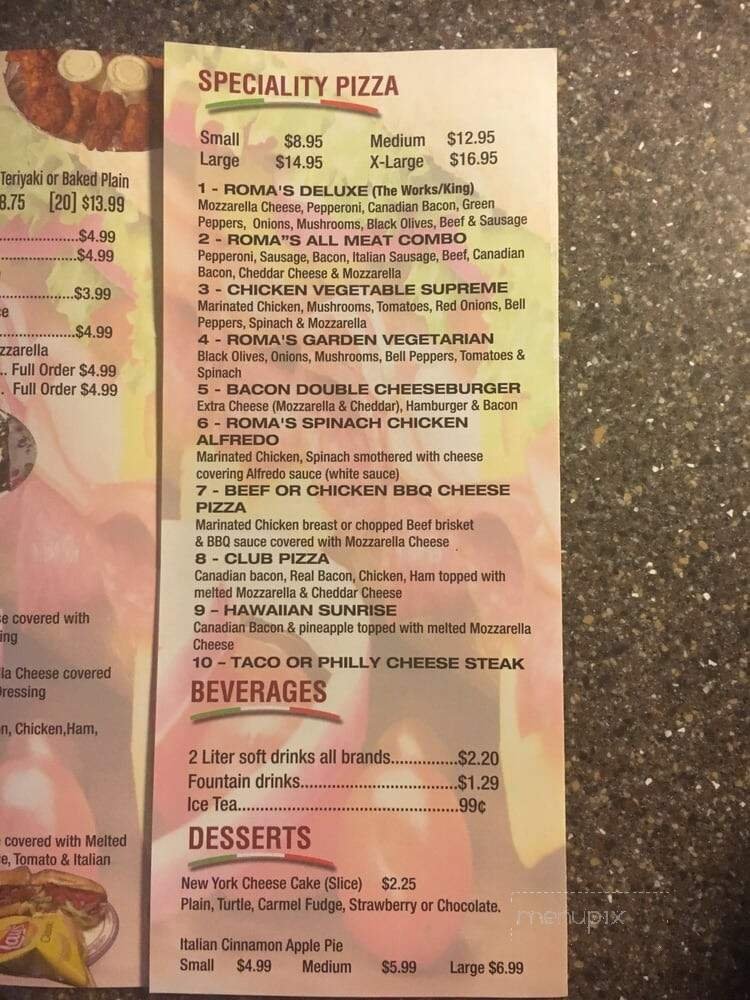 Teriyaki or Baked Plain
8.75 [20] $13.99
...................$4.99
...................$4.99
...................$3.99
...................$4.99
zzarella
.. Full Order $4.99
. Full Order $4.99
se covered with
ing
la Cheese covered
Dressing
n, Chicken,Ham,
covered with Melted
ce, Tomato & Italian
Lay's
Classic
SPECIALITY PIZZA
Small $8.95 Medium $12.95
Large $14.95 X-Large $16.95
1 - ROMA'S DELUXE (The Works/King)
Mozzarella Cheese, Pepperoni, Canadian Bacon, Green
Peppers, Onions, Mushrooms, Black Olives, Beef & Sausage
2 - ROMA"S ALL MEAT COMBO
Pepperoni, Sausage, Bacon, Italian Sausage, Beef, Canadian
Bacon, Cheddar Cheese & Mozzarella
3 - CHICKEN VEGETABLE SUPREME
Marinated Chicken, Mushrooms, Tomatoes, Red Onions, Bell
Peppers, Spinach & Mozzarella
4 - ROMA'S GARDEN VEGETARIAN
Black Olives, Onions, Mushrooms, Bell Peppers, Tomatoes &
Spinach
5 - BACON DOUBLE CHEESEBURGER
Extra Cheese (Mozzarella & Cheddar), Hamburger & Bacon
6 - ROMA'S SPINACH CHICKEN
ALFREDO
Marinated Chicken, Spinach smothered with cheese
covering Alfredo sauce (white sauce)
7 - BEEF OR CHICKEN BBQ CHEESE
PIZZA
Marinated Chicken breast or chopped Beef brisket
& BBQ sauce covered with Mozzarella Cheese
8 - CLUB PIZZA
Canadian bacon, Real Bacon, Chicken, Ham topped with
melted Mozzarella & Cheddar Cheese
9 - HAWAIIAN SUNRISE
Canadian Bacon & pineapple topped with melted Mozzarella
Cheese
10 - TACO OR PHILLY CHEESE STEAK
BEVERAGES
2 Liter soft drinks all brands..............$2.20
Fountain drinks.................................$1.29
Ice Tea..............................................99¢
DESSERTS
New York Cheese Cake (Slice) $2.25
Plain, Turtle, Carmel Fudge, Strawberry or Chocolate.
Italian Cinnamon Apple Pie
Small $4.99 Medium $5.99 Large $6.99
menupix